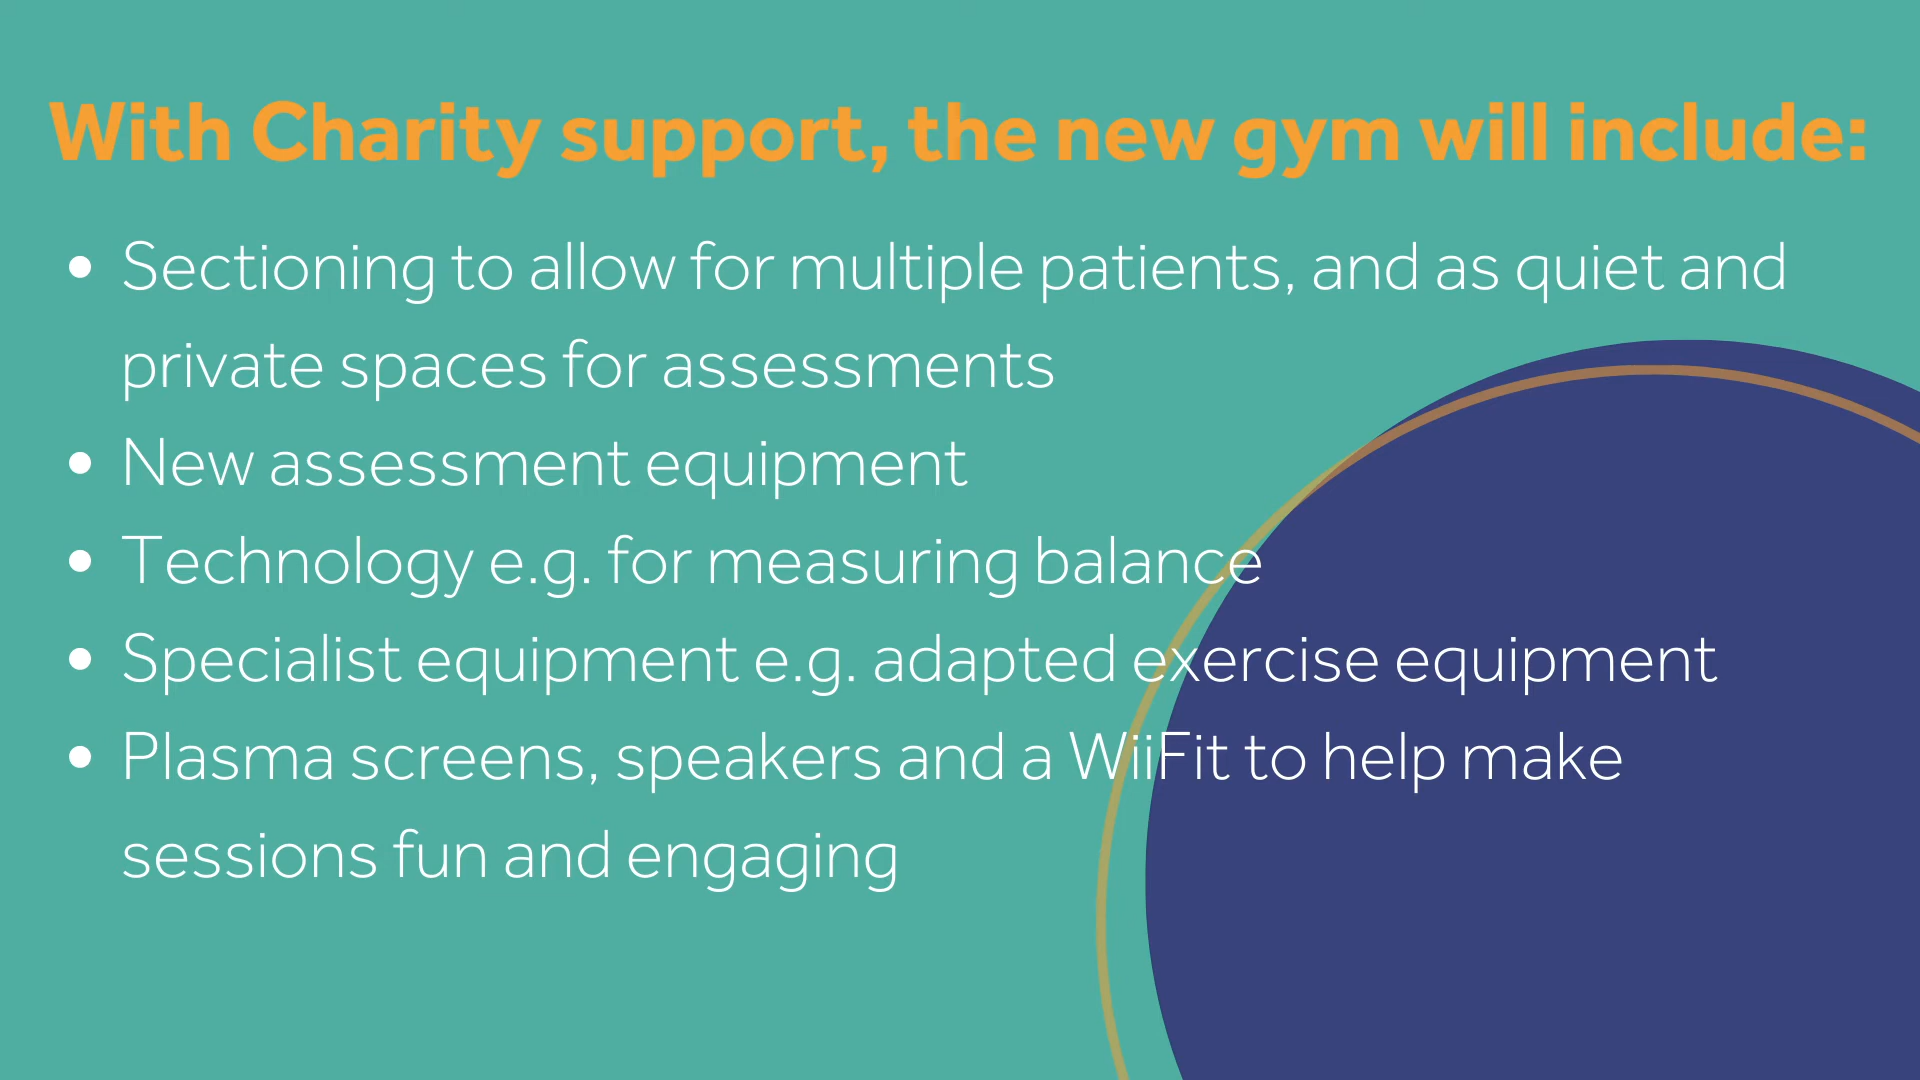 With Charity support, the new gym will include:
• Sectioning to allow for multiple patients, and as quiet and
private spaces for assessments
• New assessment equipment
• Technology e.g. for measuring balance
• Specialist equipment e.g. adapted exercise equipment
• Plasma screens, speakers and a WiiFit to help make
sessions fun and engaging